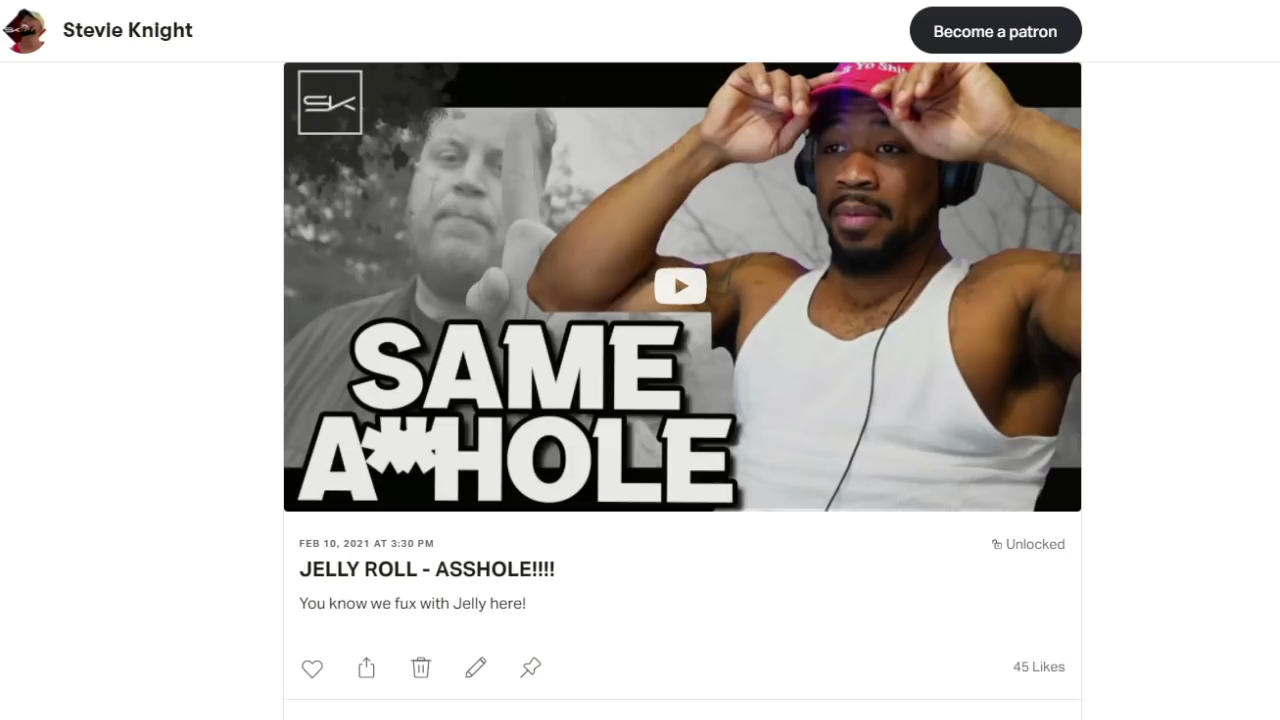 Stevie Knight
Become a patron
SK
SAME
A***HOLE
FEB 10, 2021 AT 3:30 PM
Unlocked
JELLY ROLL - ASSHOLE!!!!
You know we fux with Jelly here!
45 Likes